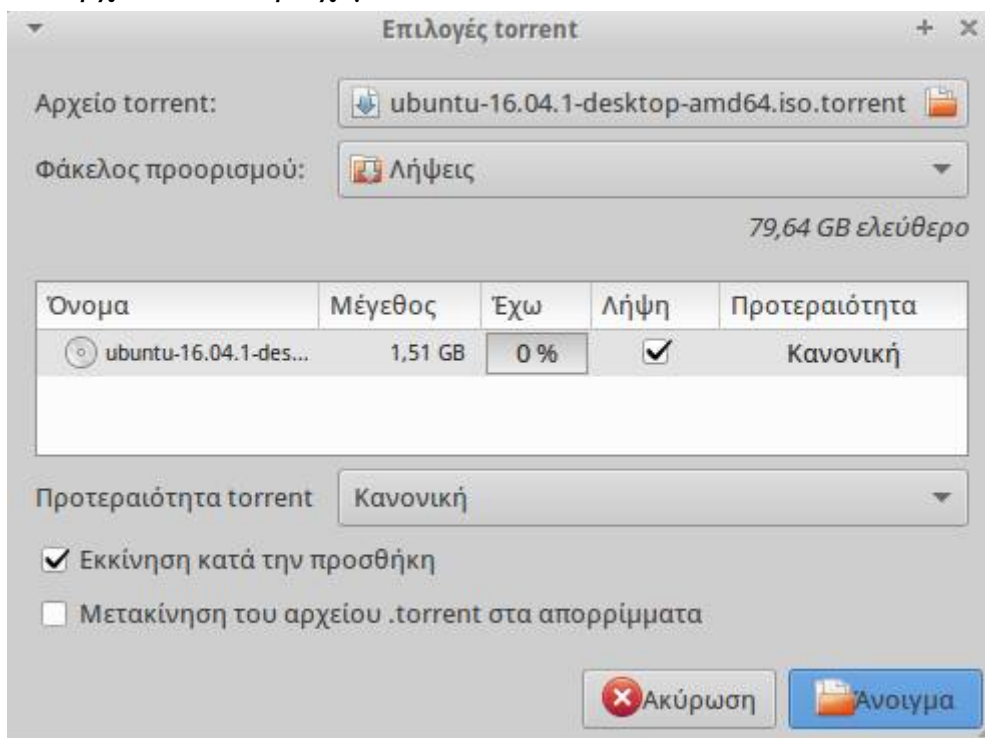 Επιλογές torrent
Αρχείο torrent: ubuntu-16.04.1-desktop-amd64.iso.torrent
Φάκελος προορισμού: Λήψεις
79,64 GB ελεύθερο
Όνομα Μέγεθος Έχω Λήψη Προτεραιότητα
ubuntu-16.04.1-des... 1,51 GB 0 % Κανονική
Προτεραιότητα torrent Κανονική
Εκκίνηση κατά την προσθήκη
Μετακίνηση του αρχείου .torrent στα απορρίμματα
Ακύρωση Άνοιγμα